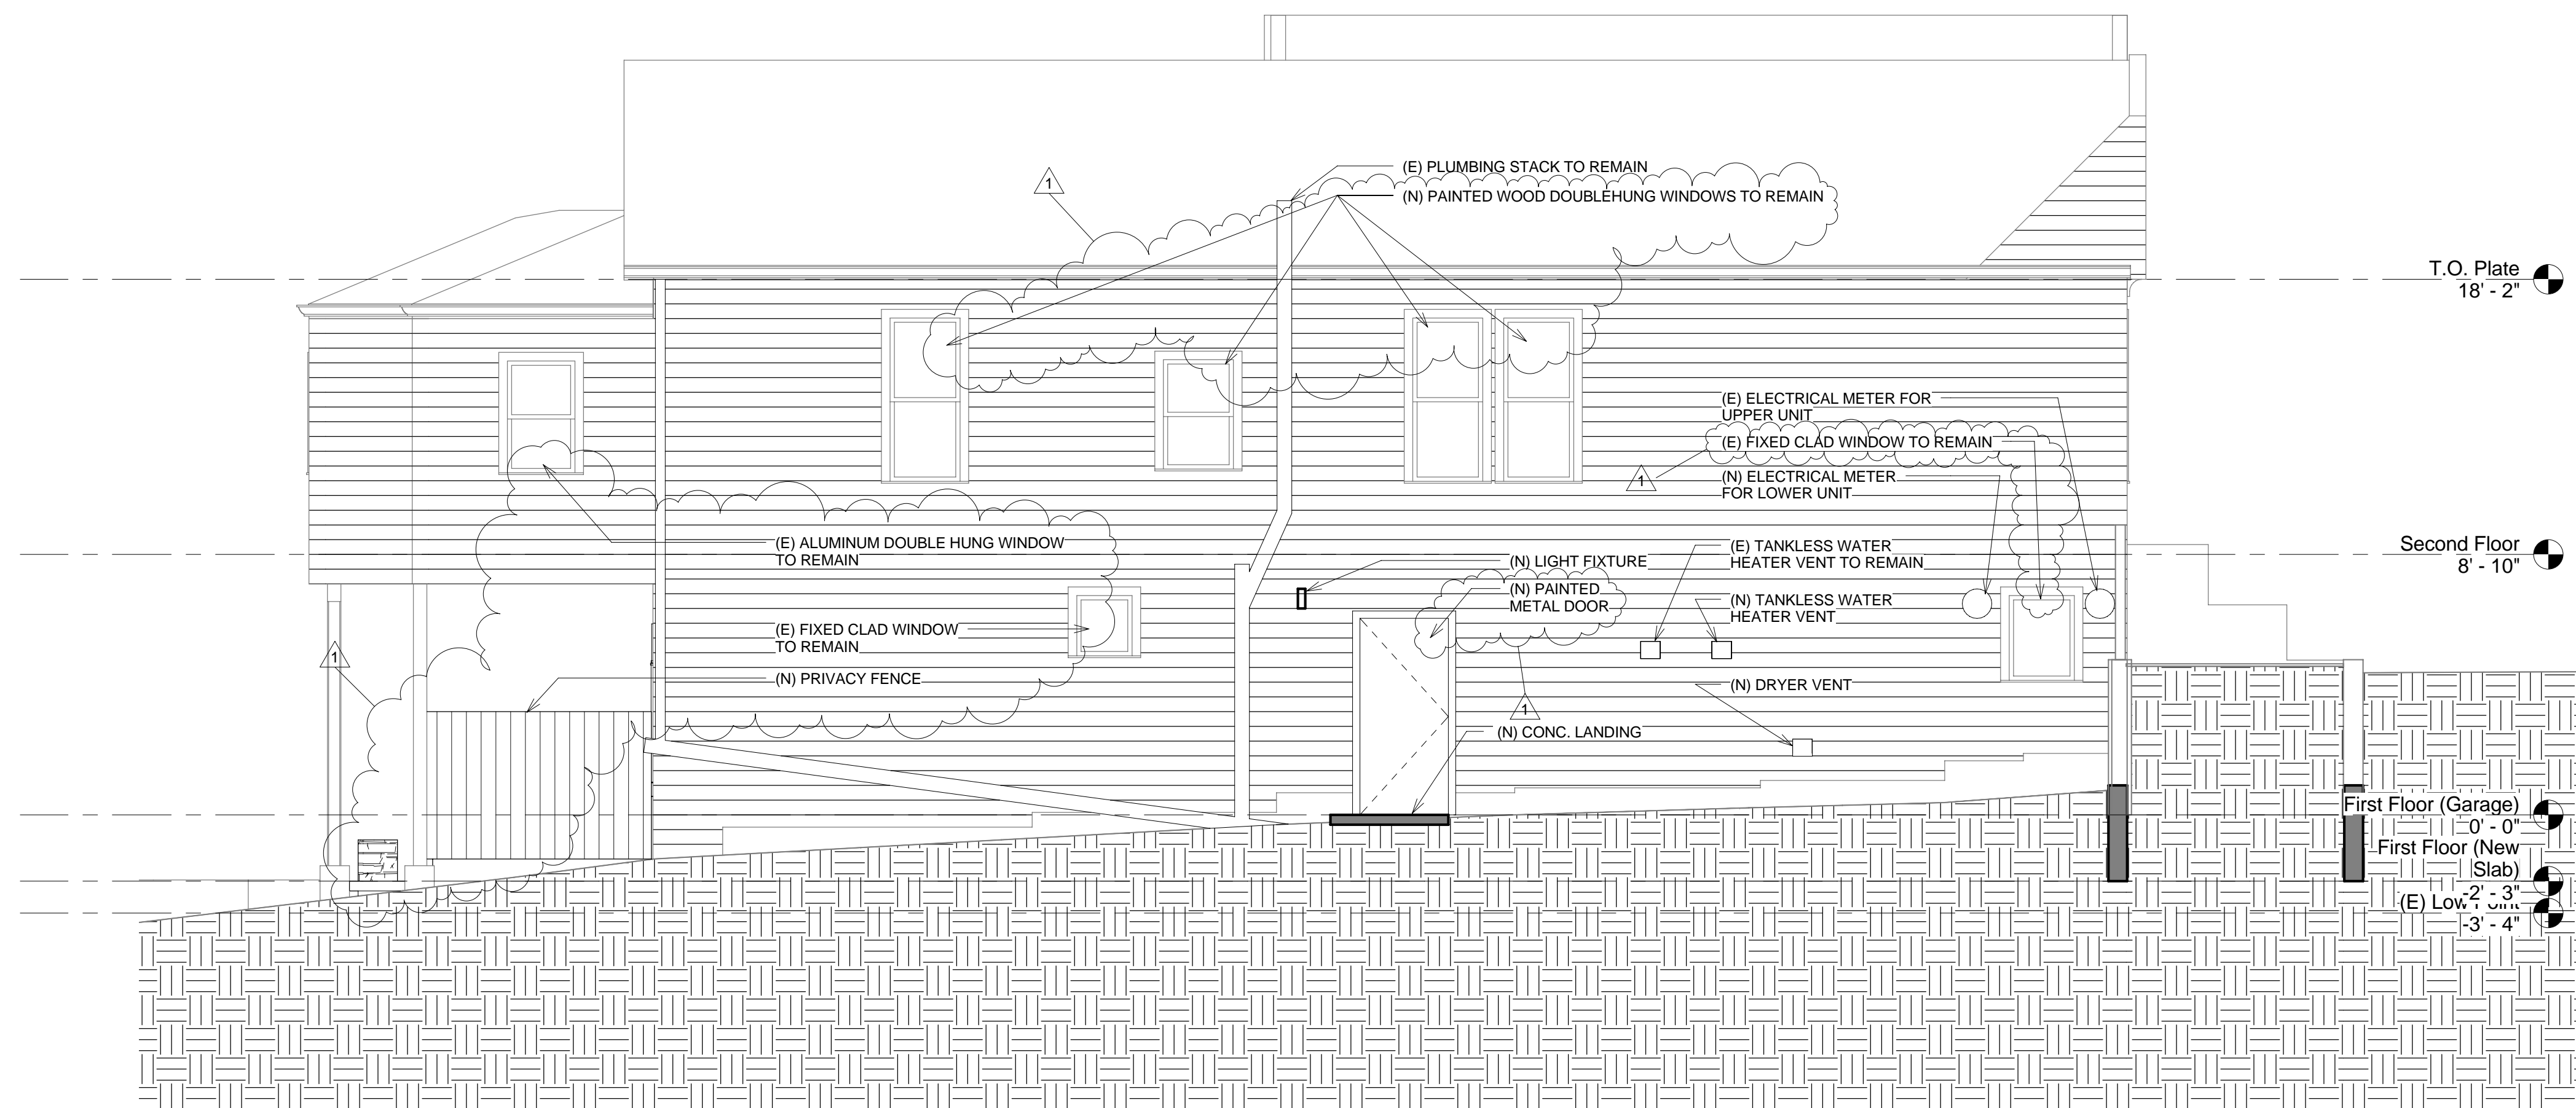 (E) PLUMBING STACK TO REMAIN
1
(N) PAINTED WOOD DOUBLEHUNG WINDOWS TO REMAIN
T.O. Plate
18' - 2"
(E) ELECTRICAL METER FOR
UPPER UNIT
(E) FIXED CLAD WINDOW TO REMAIN
1
(N) ELECTRICAL METER
FOR LOWER UNIT
(E) ALUMINUM DOUBLE HUNG WINDOW
TO REMAIN
(N) LIGHT FIXTURE
(N) PAINTED
METAL DOOR
(E) TANKLESS WATER
HEATER VENT TO REMAIN
Second Floor
8' - 10"
(N) TANKLESS WATER
HEATER VENT
(E) FIXED CLAD WINDOW
TO REMAIN
1
(N) PRIVACY FENCE
(N) DRYER VENT
1
(N) CONC. LANDING
First Floor (Garage)
0' - 0"
First Floor (New
Slab)
-2' - 3"
(E) Low
-3' - 4"